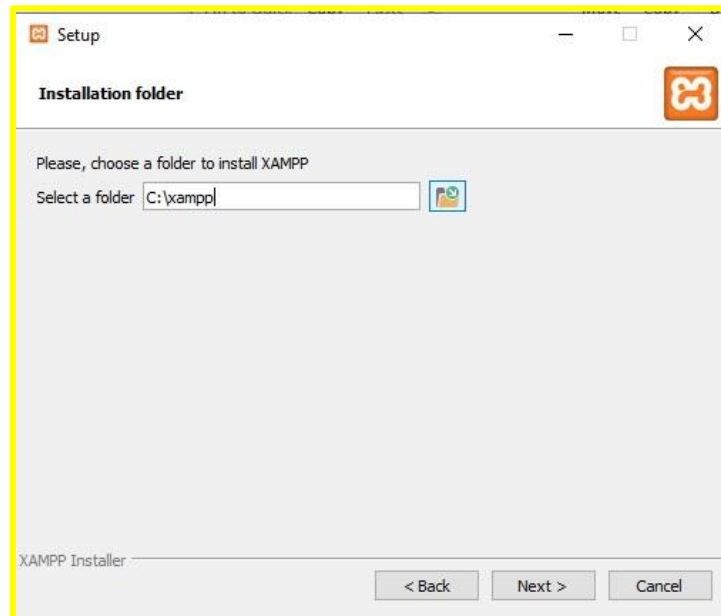 Setup
Installation folder
Please, choose a folder to install XAMPP
Select a folder C:\xampp
XAMPP Installer
< Back Next > Cancel